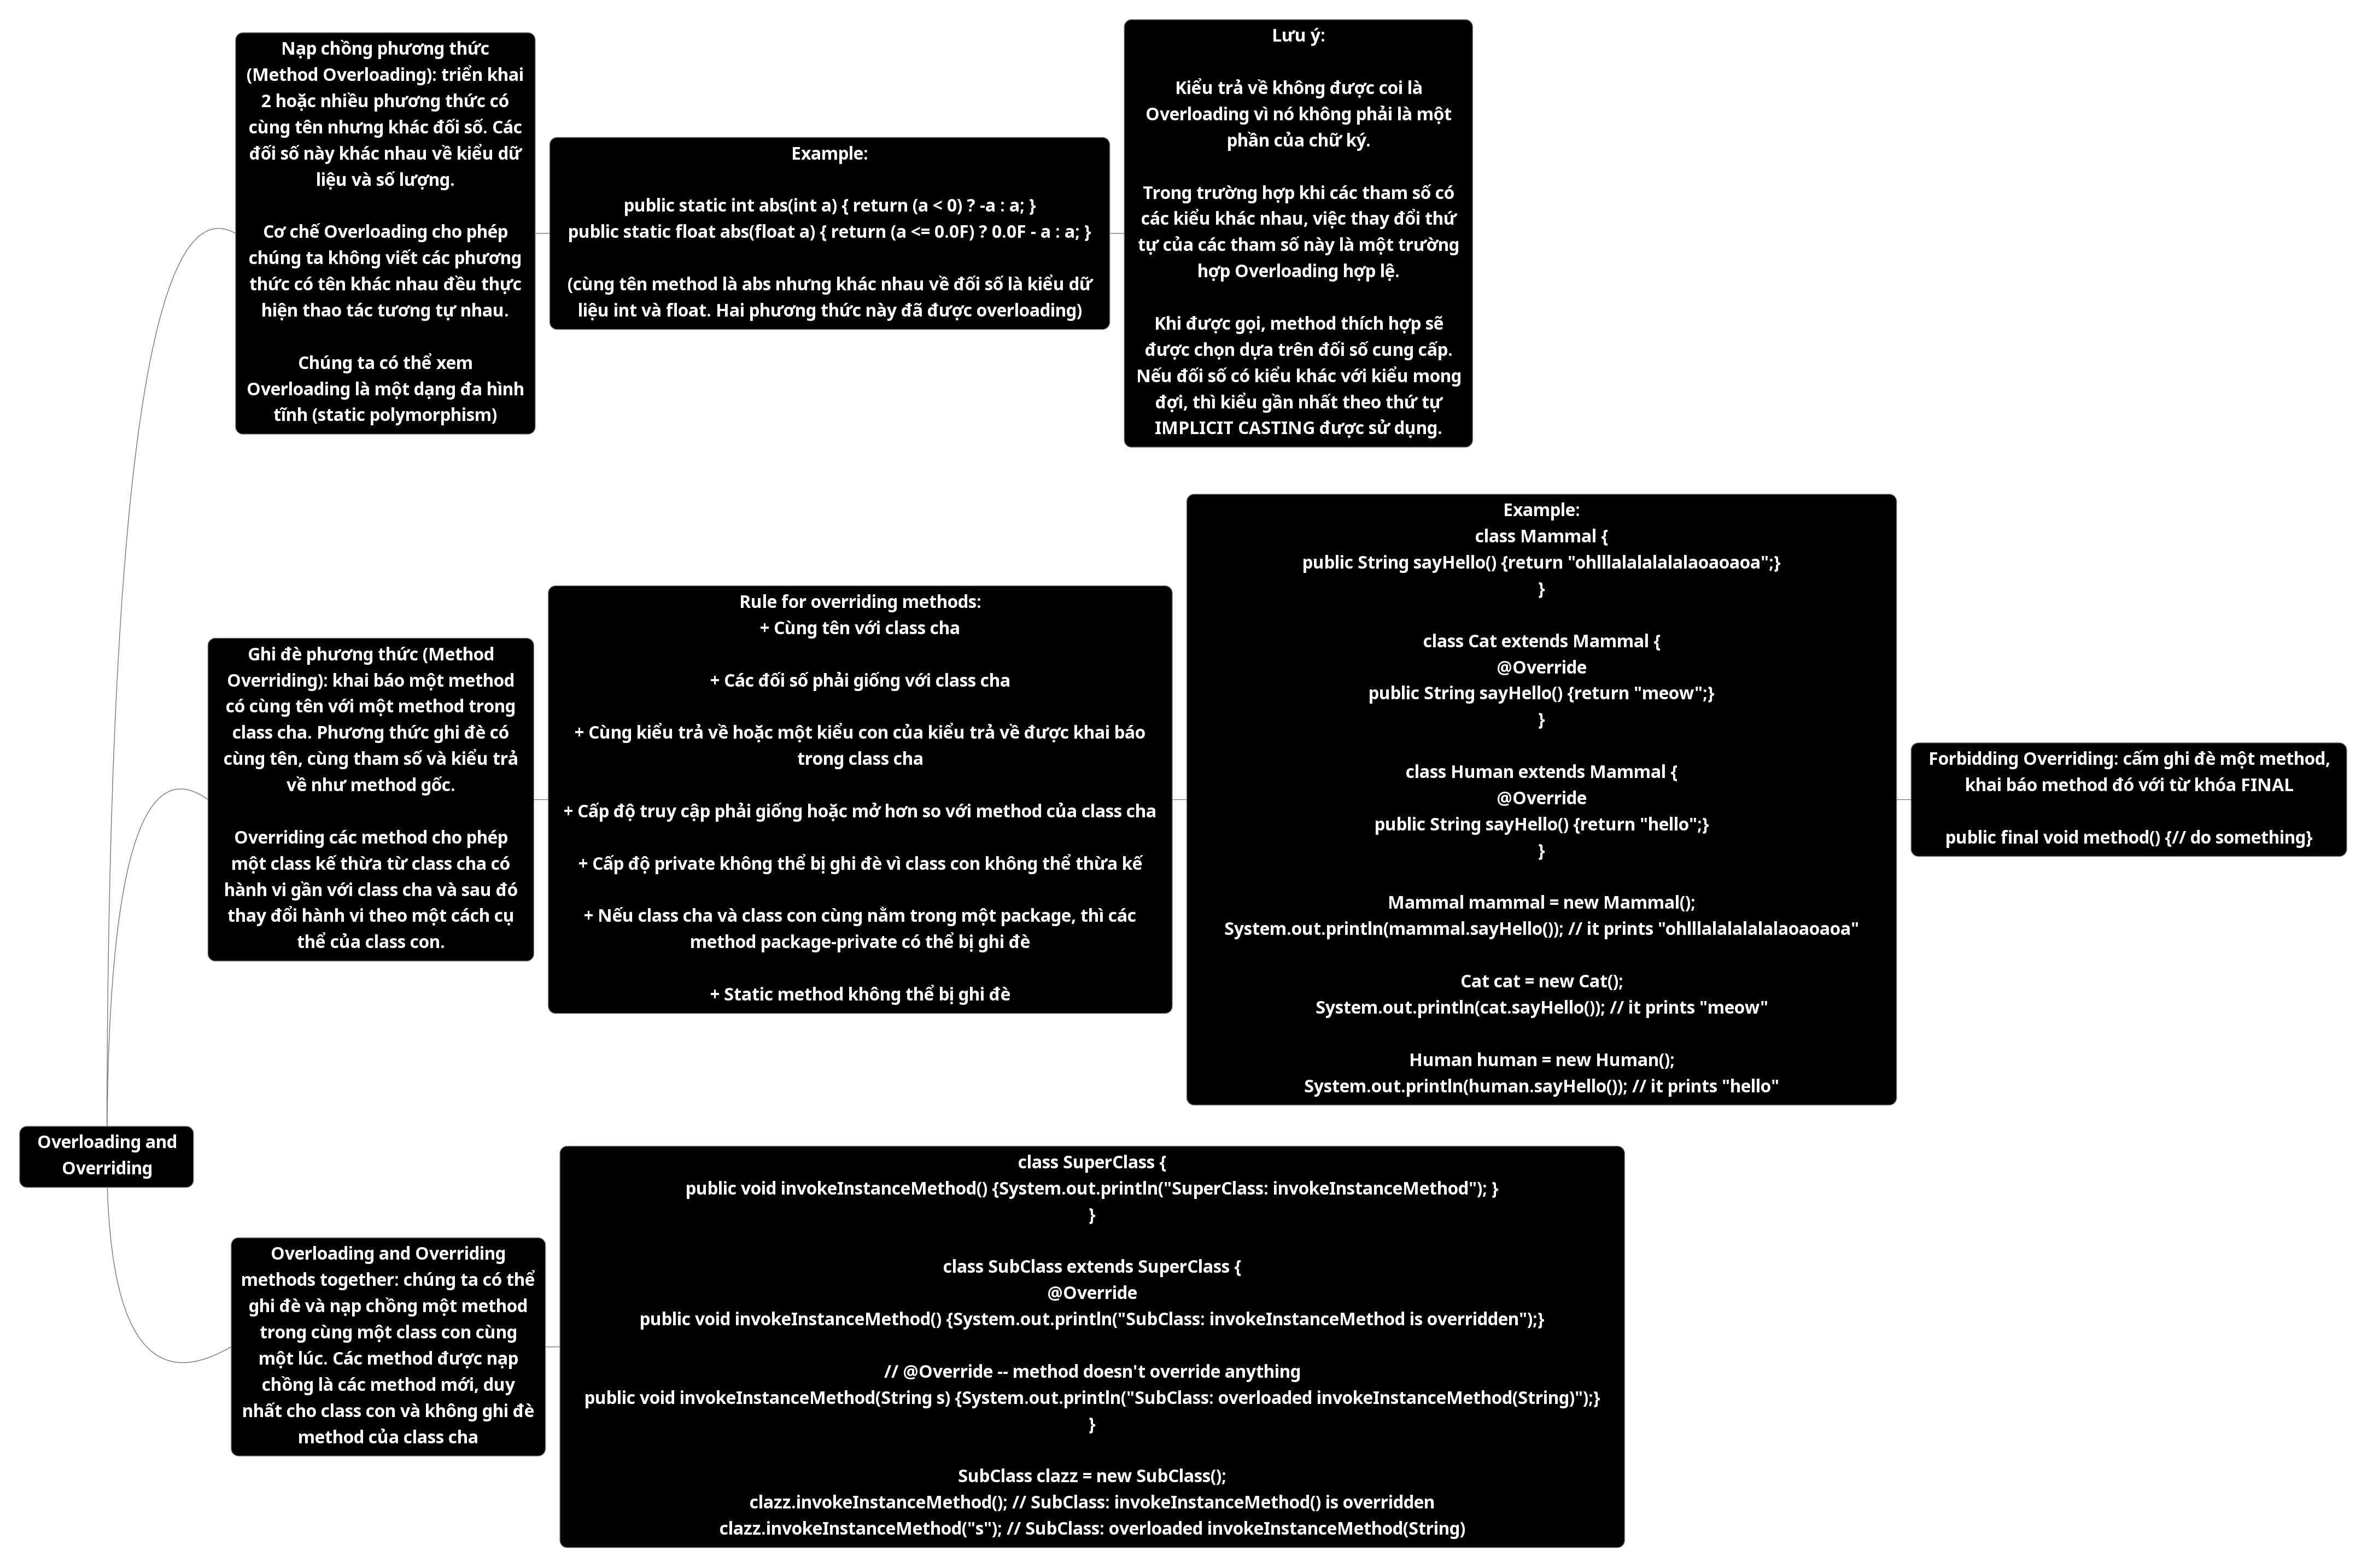 Nạp chồng phương thức
(Method Overloading): triển khai
2 hoặc nhiều phương thức có
cùng tên nhưng khác đối số. Các
đối số này khác nhau về kiểu dữ
liệu và số lượng.
Cơ chế Overloading cho phép
chúng ta không viết các phương
thức có tên khác nhau đều thực
hiện thao tác tương tự nhau.
Chúng ta có thể xem
Overloading là một dạng đa hình
tĩnh (static polymorphism)
Example:
public static int abs(int a) { return (a < 0) ? -a : a; }
public static float abs(float a) { return (a <= 0.0F) ? 0.0F - a : a; }
(cùng tên method là abs nhưng khác nhau về đối số là kiểu dữ
liệu int và float. Hai phương thức này đã được overloading)
Lưu ý:
Kiểu trả về không được coi là
Overloading vì nó không phải là một
phần của chữ ký.
Trong trường hợp khi các tham số có
các kiểu khác nhau, việc thay đổi thứ
tự của các tham số này là một trường
hợp Overloading hợp lệ.
Khi được gọi, method thích hợp sẽ
được chọn dựa trên đối số cung cấp.
Nếu đối số có kiểu khác với kiểu mong
đợi, thì kiểu gần nhất theo thứ tự
IMPLICIT CASTING được sử dụng.
Ghi đè phương thức (Method
Overriding): khai báo một method
có cùng tên với một method trong
class cha. Phương thức ghi đè có
cùng tên, cùng tham số và kiểu trả
về như method gốc.
Overriding các method cho phép
một class kế thừa từ class cha có
hành vi gần với class cha và sau đó
thay đổi hành vi theo một cách cụ
thể của class con.
Rule for overriding methods:
+ Cùng tên với class cha
+ Các đối số phải giống với class cha
+ Cùng kiểu trả về hoặc một kiểu con của kiểu trả về được khai báo
trong class cha
+ Cấp độ truy cập phải giống hoặc mở hơn so với method của class cha
+ Cấp độ private không thể bị ghi đè vì class con không thể thừa kế
+ Nếu class cha và class con cùng nằm trong một package, thì các
method package-private có thể bị ghi đè
+ Static method không thể bị ghi đè
Example:
class Mammal {
public String sayHello() {return "ohlllalalalalalaoaoaoa";}
}
class Cat extends Mammal {
@Override
public String sayHello() {return "meow";}
}
class Human extends Mammal {
@Override
public String sayHello() {return "hello";}
}
Mammal mammal = new Mammal();
System.out.println(mammal.sayHello()); // it prints "ohlllalalalalalaoaoaoa"
Cat cat = new Cat();
System.out.println(cat.sayHello()); // it prints "meow"
Human human = new Human();
System.out.println(human.sayHello()); // it prints "hello"
Forbidding Overriding: cấm ghi đè một method,
khai báo method đó với từ khóa FINAL
public final void method() {// do something}
Overloading and
Overriding
Overloading and Overriding
methods together: chúng ta có thể
ghi đè và nạp chồng một method
trong cùng một class con cùng
một lúc. Các method được nạp
chồng là các method mới, duy
nhất cho class con và không ghi đè
method của class cha
class SuperClass {
public void invokeInstanceMethod() {System.out.println("SuperClass: invokeInstanceMethod"); }
}
class SubClass extends SuperClass {
@Override
public void invokeInstanceMethod() {System.out.println("SubClass: invokeInstanceMethod is overridden");}
// @Override -- method doesn't override anything
public void invokeInstanceMethod(String s) {System.out.println("SubClass: overloaded invokeInstanceMethod(String)");}
}
SubClass clazz = new SubClass();
clazz.invokeInstanceMethod(); // SubClass: invokeInstanceMethod() is overridden
clazz.invokeInstanceMethod("s"); // SubClass: overloaded invokeInstanceMethod(String)